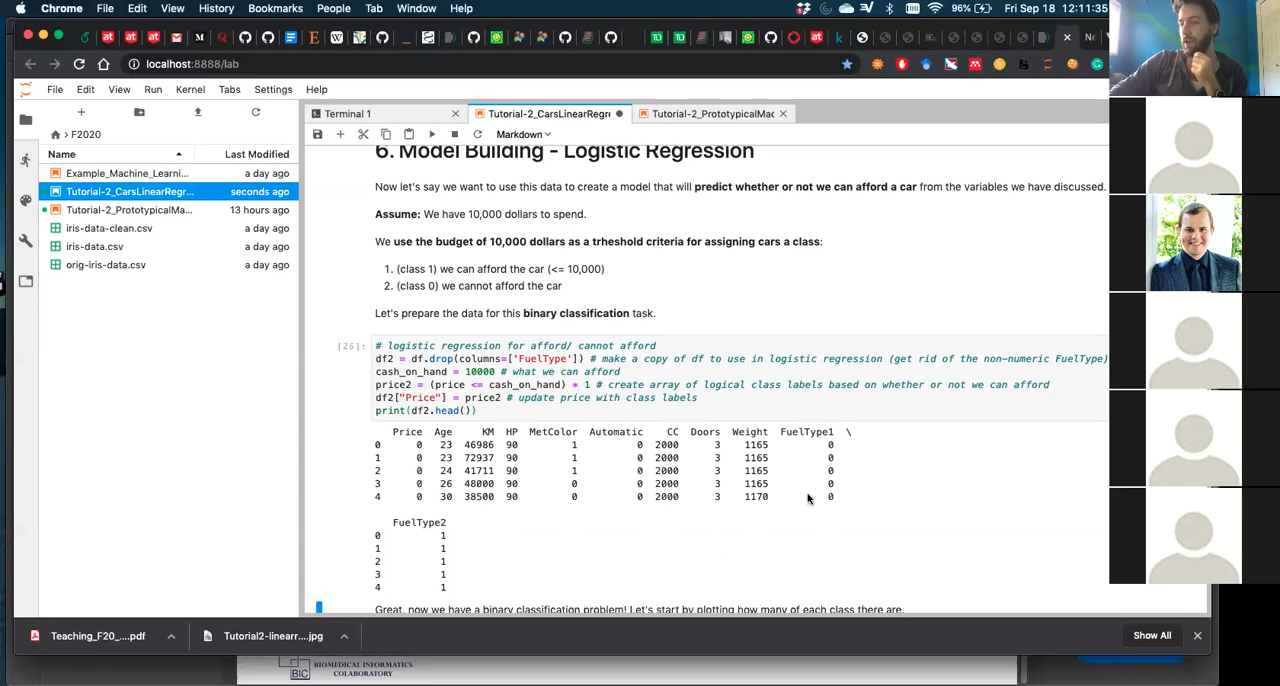 Chrome File Edit View History Bookmarks People Tab Window Help 96% Fri Sep 18 12:11:35
localhost:8888/lab
File Edit View Run Kernel Tabs Settings Help
Terminal 1 Tutorial-2_CarsLinearRegre Tutorial-2_PrototypicalMac
Markdown
F2020
Name Last Modified
Example_Machine_Learni... a day ago
Tutorial-2_CarsLinearRegr... seconds ago
Tutorial-2_PrototypicalMa... 13 hours ago
iris-data-clean.csv a day ago
iris-data.csv a day ago
orig-iris-data.csv a day ago
6. Model Building - Logistic Regression
Now let's say we want to use this data to create a model that will predict whether or not we can afford a car from the variables we have discussed.
Assume: We have 10,000 dollars to spend.
We use the budget of 10,000 dollars as a trheshold criteria for assigning cars a class:
1. (class 1) we can afford the car (<= 10,000)
2. (class 0) we cannot afford the car
Let's prepare the data for this binary classification task.
[26]: # logistic regression for afford/ cannot afford
df2 = df.drop(columns=['FuelType']) # make a copy of df to use in logistic regression (get rid of the non-numeric FuelType)
cash_on_hand = 10000 # what we can afford
price2 = (price <= cash_on_hand) * 1 # create array of logical class labels based on whether or not we can afford
df2["Price"] = price2 # update price with class labels
print(df2.head())
Price Age KM HP MetColor Automatic CC Doors Weight FuelType1 \
0 0 23 46986 90 1 0 2000 3 1165 0
1 0 23 72937 90 1 0 2000 3 1165 0
2 0 24 41711 90 1 0 2000 3 1165 0
3 0 26 48000 90 0 0 2000 3 1165 0
4 0 30 38500 90 0 0 2000 3 1170 0
FuelType2
0 1
1 1
2 1
3 1
4 1
Great, now we have a binary classification problem! Let's start by plotting how many of each class there are.
Teaching_F20_....pdf Tutorial2-linearr....jpg Show All
BIC BIOMEDICAL INFORMATICS
COLABORATORY